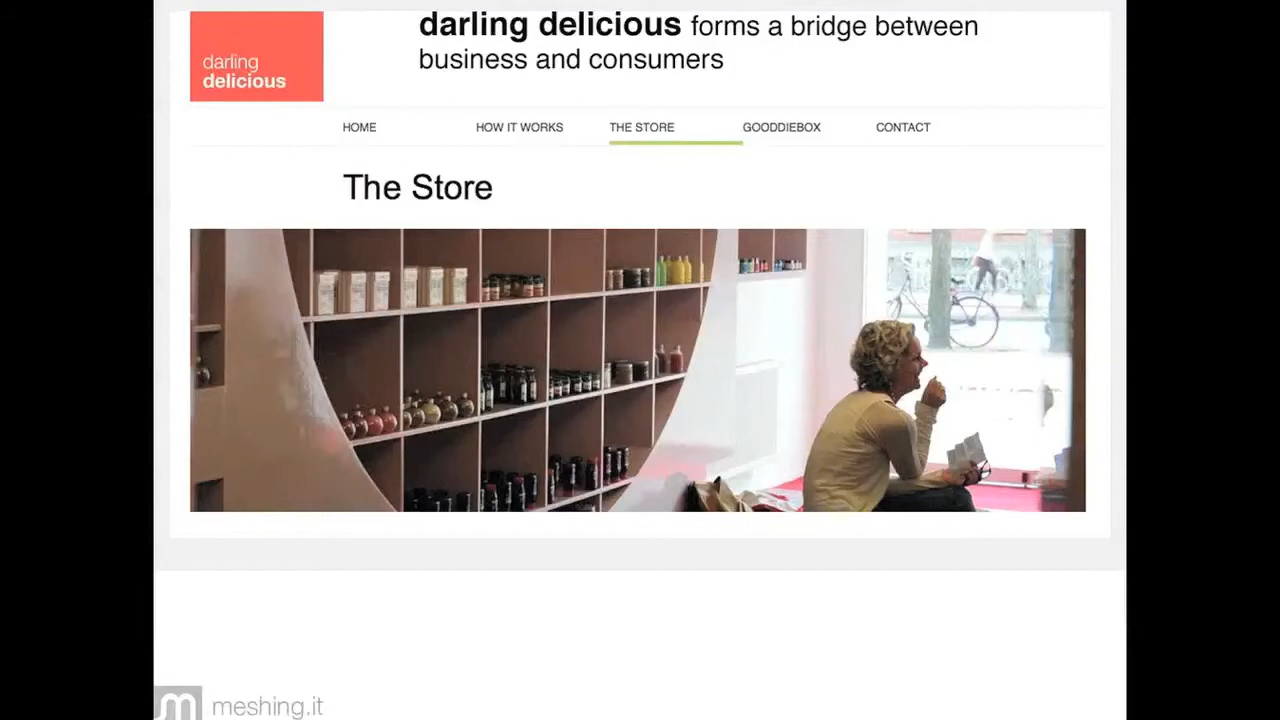 darling delicious forms a bridge between
business and consumers
darling
delicious
HOME HOW IT WORKS THE STORE GOODDIEBOX CONTACT
The Store
meshing.it